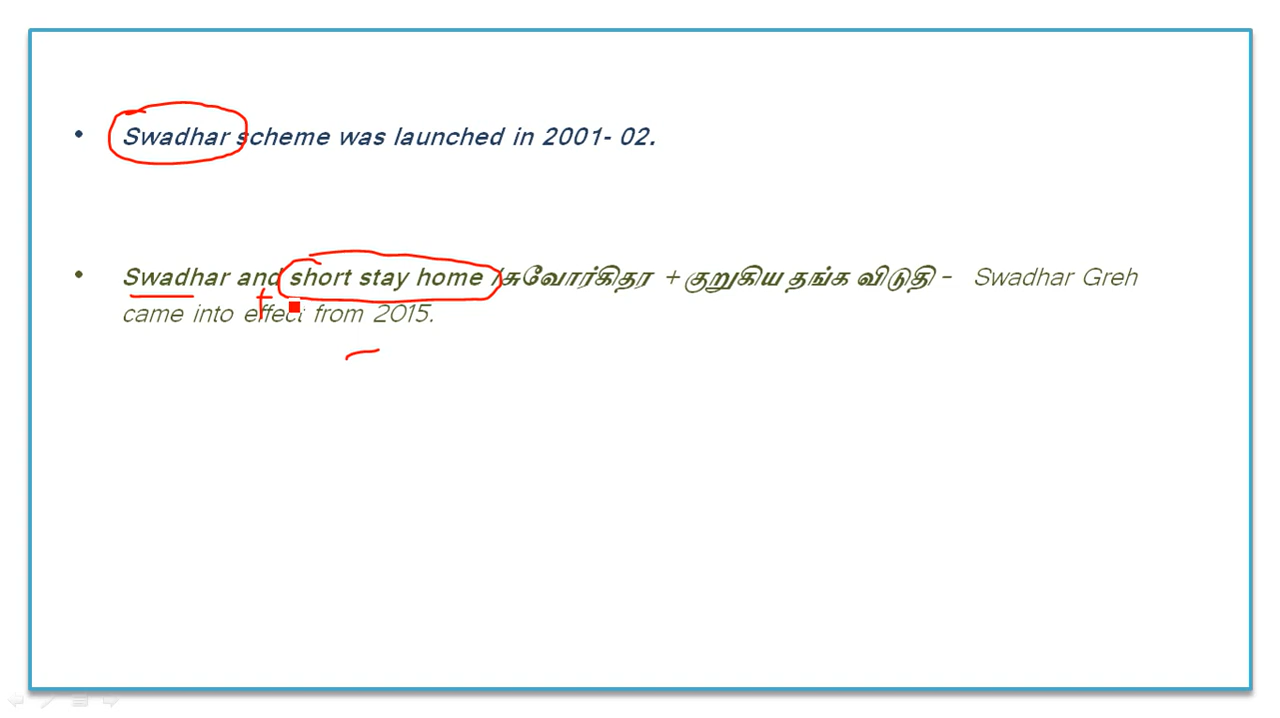 • Swadhar scheme was launched in 2001- 02.
• Swadhar and short stay home /சுவோர்கிதர +குறுகிய தங்க விடுதி – Swadhar Greh
came into effect from 2015.